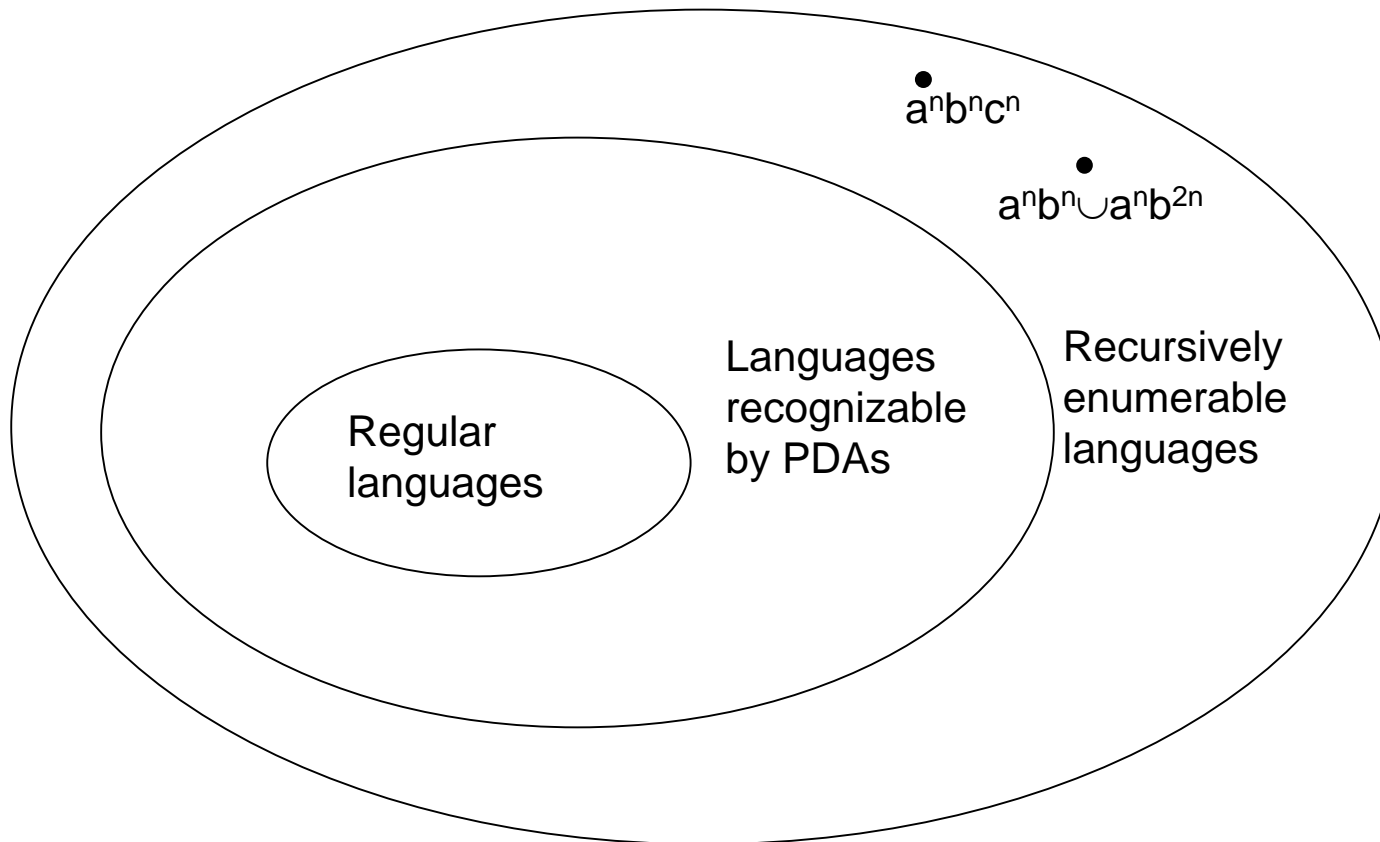 aⁿbⁿcⁿ
aⁿbⁿ∪aⁿb²ⁿ
Regular
languages
Languages
recognizable
by PDAs
Recursively
enumerable
languages